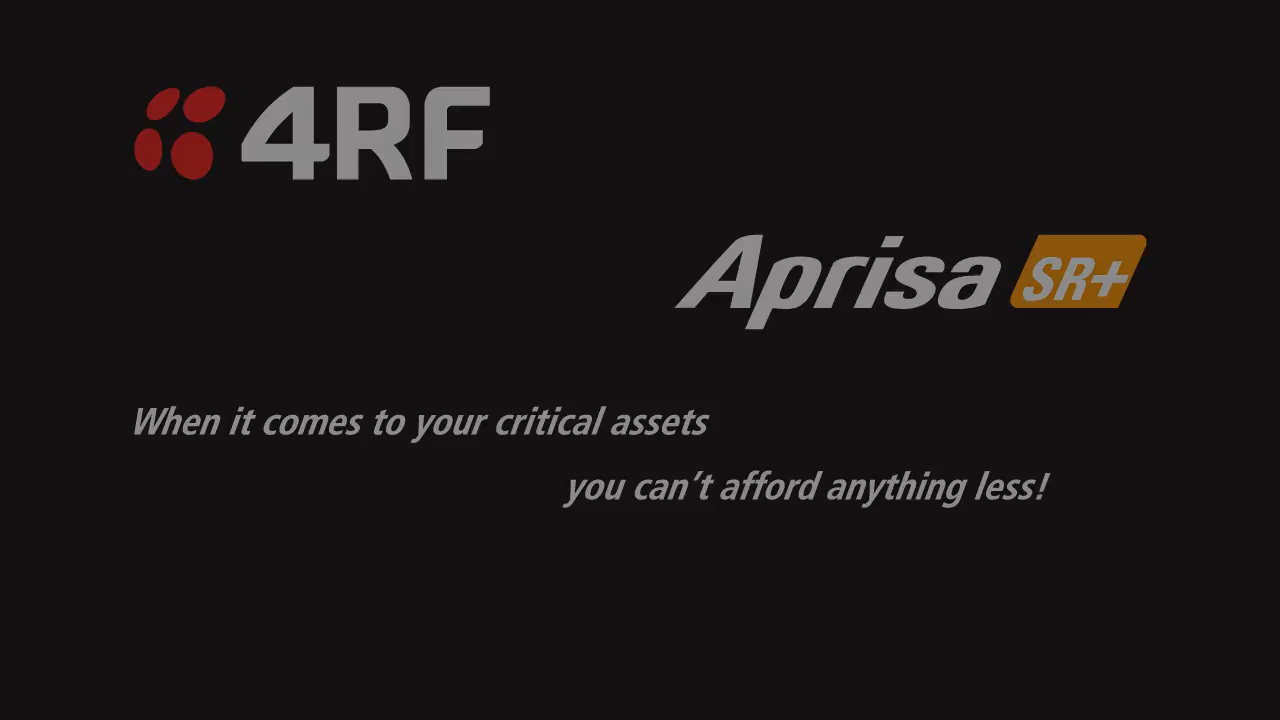 4RF
Aprisa SR+
When it comes to your critical assets
you can't afford anything less!